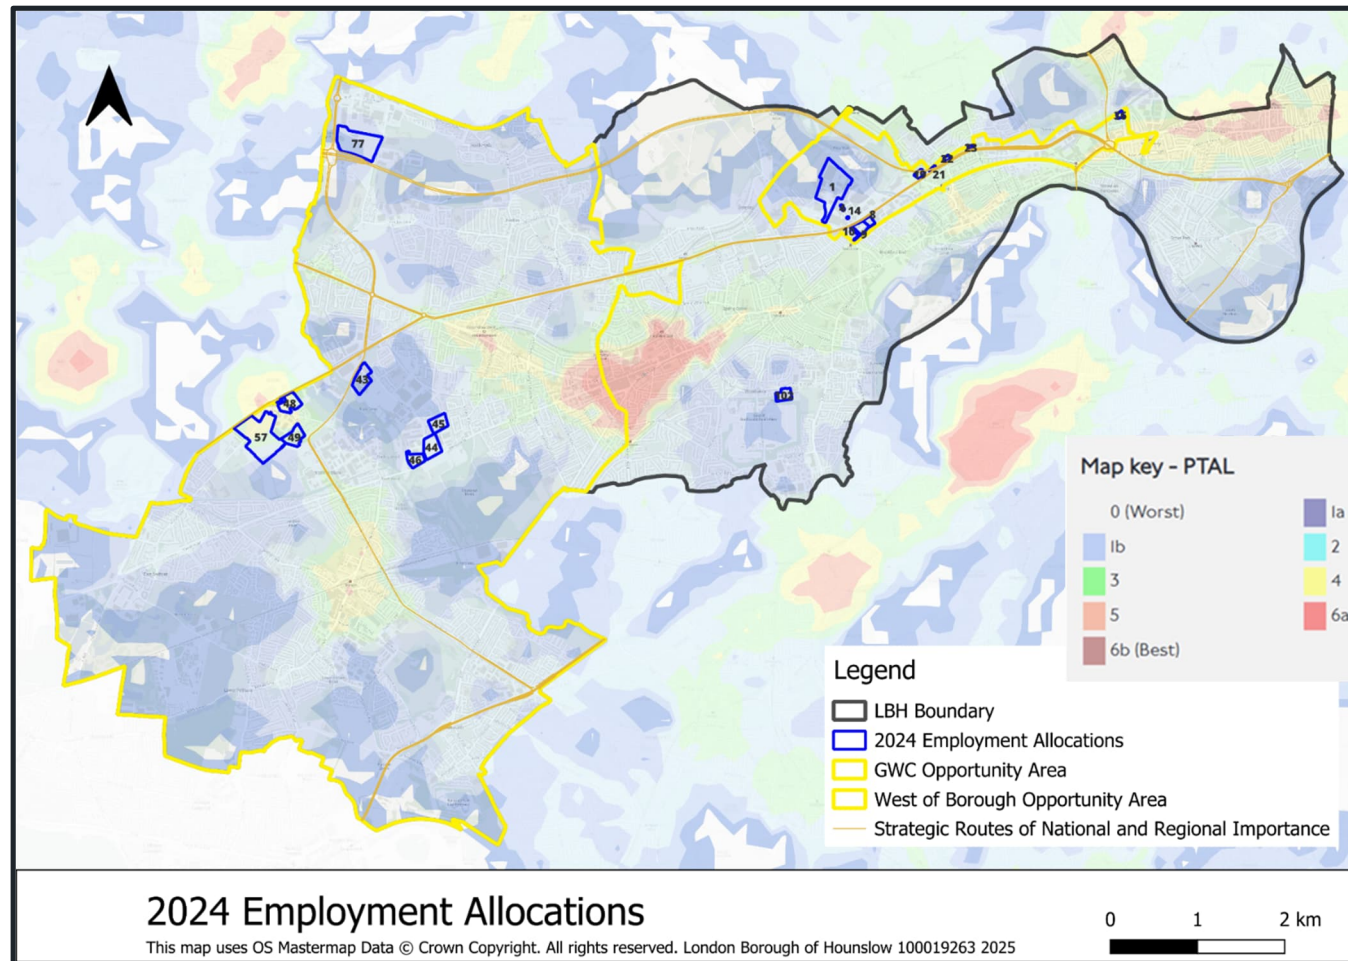 77
1
14
8
9
21
22
23
43
48
57
49
45
44
46
102
Map key - PTAL
0 (Worst)
Ia
Ib
2
3
4
5
6a
6b (Best)
Legend
LBH Boundary
2024 Employment Allocations
GWC Opportunity Area
West of Borough Opportunity Area
Strategic Routes of National and Regional Importance
2024 Employment Allocations
This map uses OS Mastermap Data © Crown Copyright. All rights reserved. London Borough of Hounslow 100019263 2025
0 1 2 km